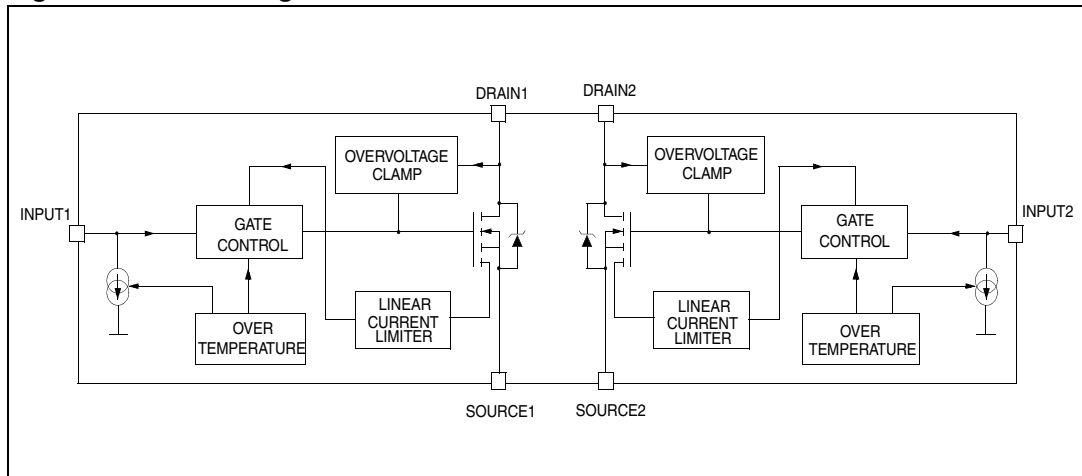 DRAIN1
DRAIN2
OVERVOLTAGE
CLAMP
OVERVOLTAGE
CLAMP
INPUT1
INPUT2
GATE
CONTROL
GATE
CONTROL
LINEAR
CURRENT
LIMITER
LINEAR
CURRENT
LIMITER
OVER
TEMPERATURE
OVER
TEMPERATURE
SOURCE1
SOURCE2